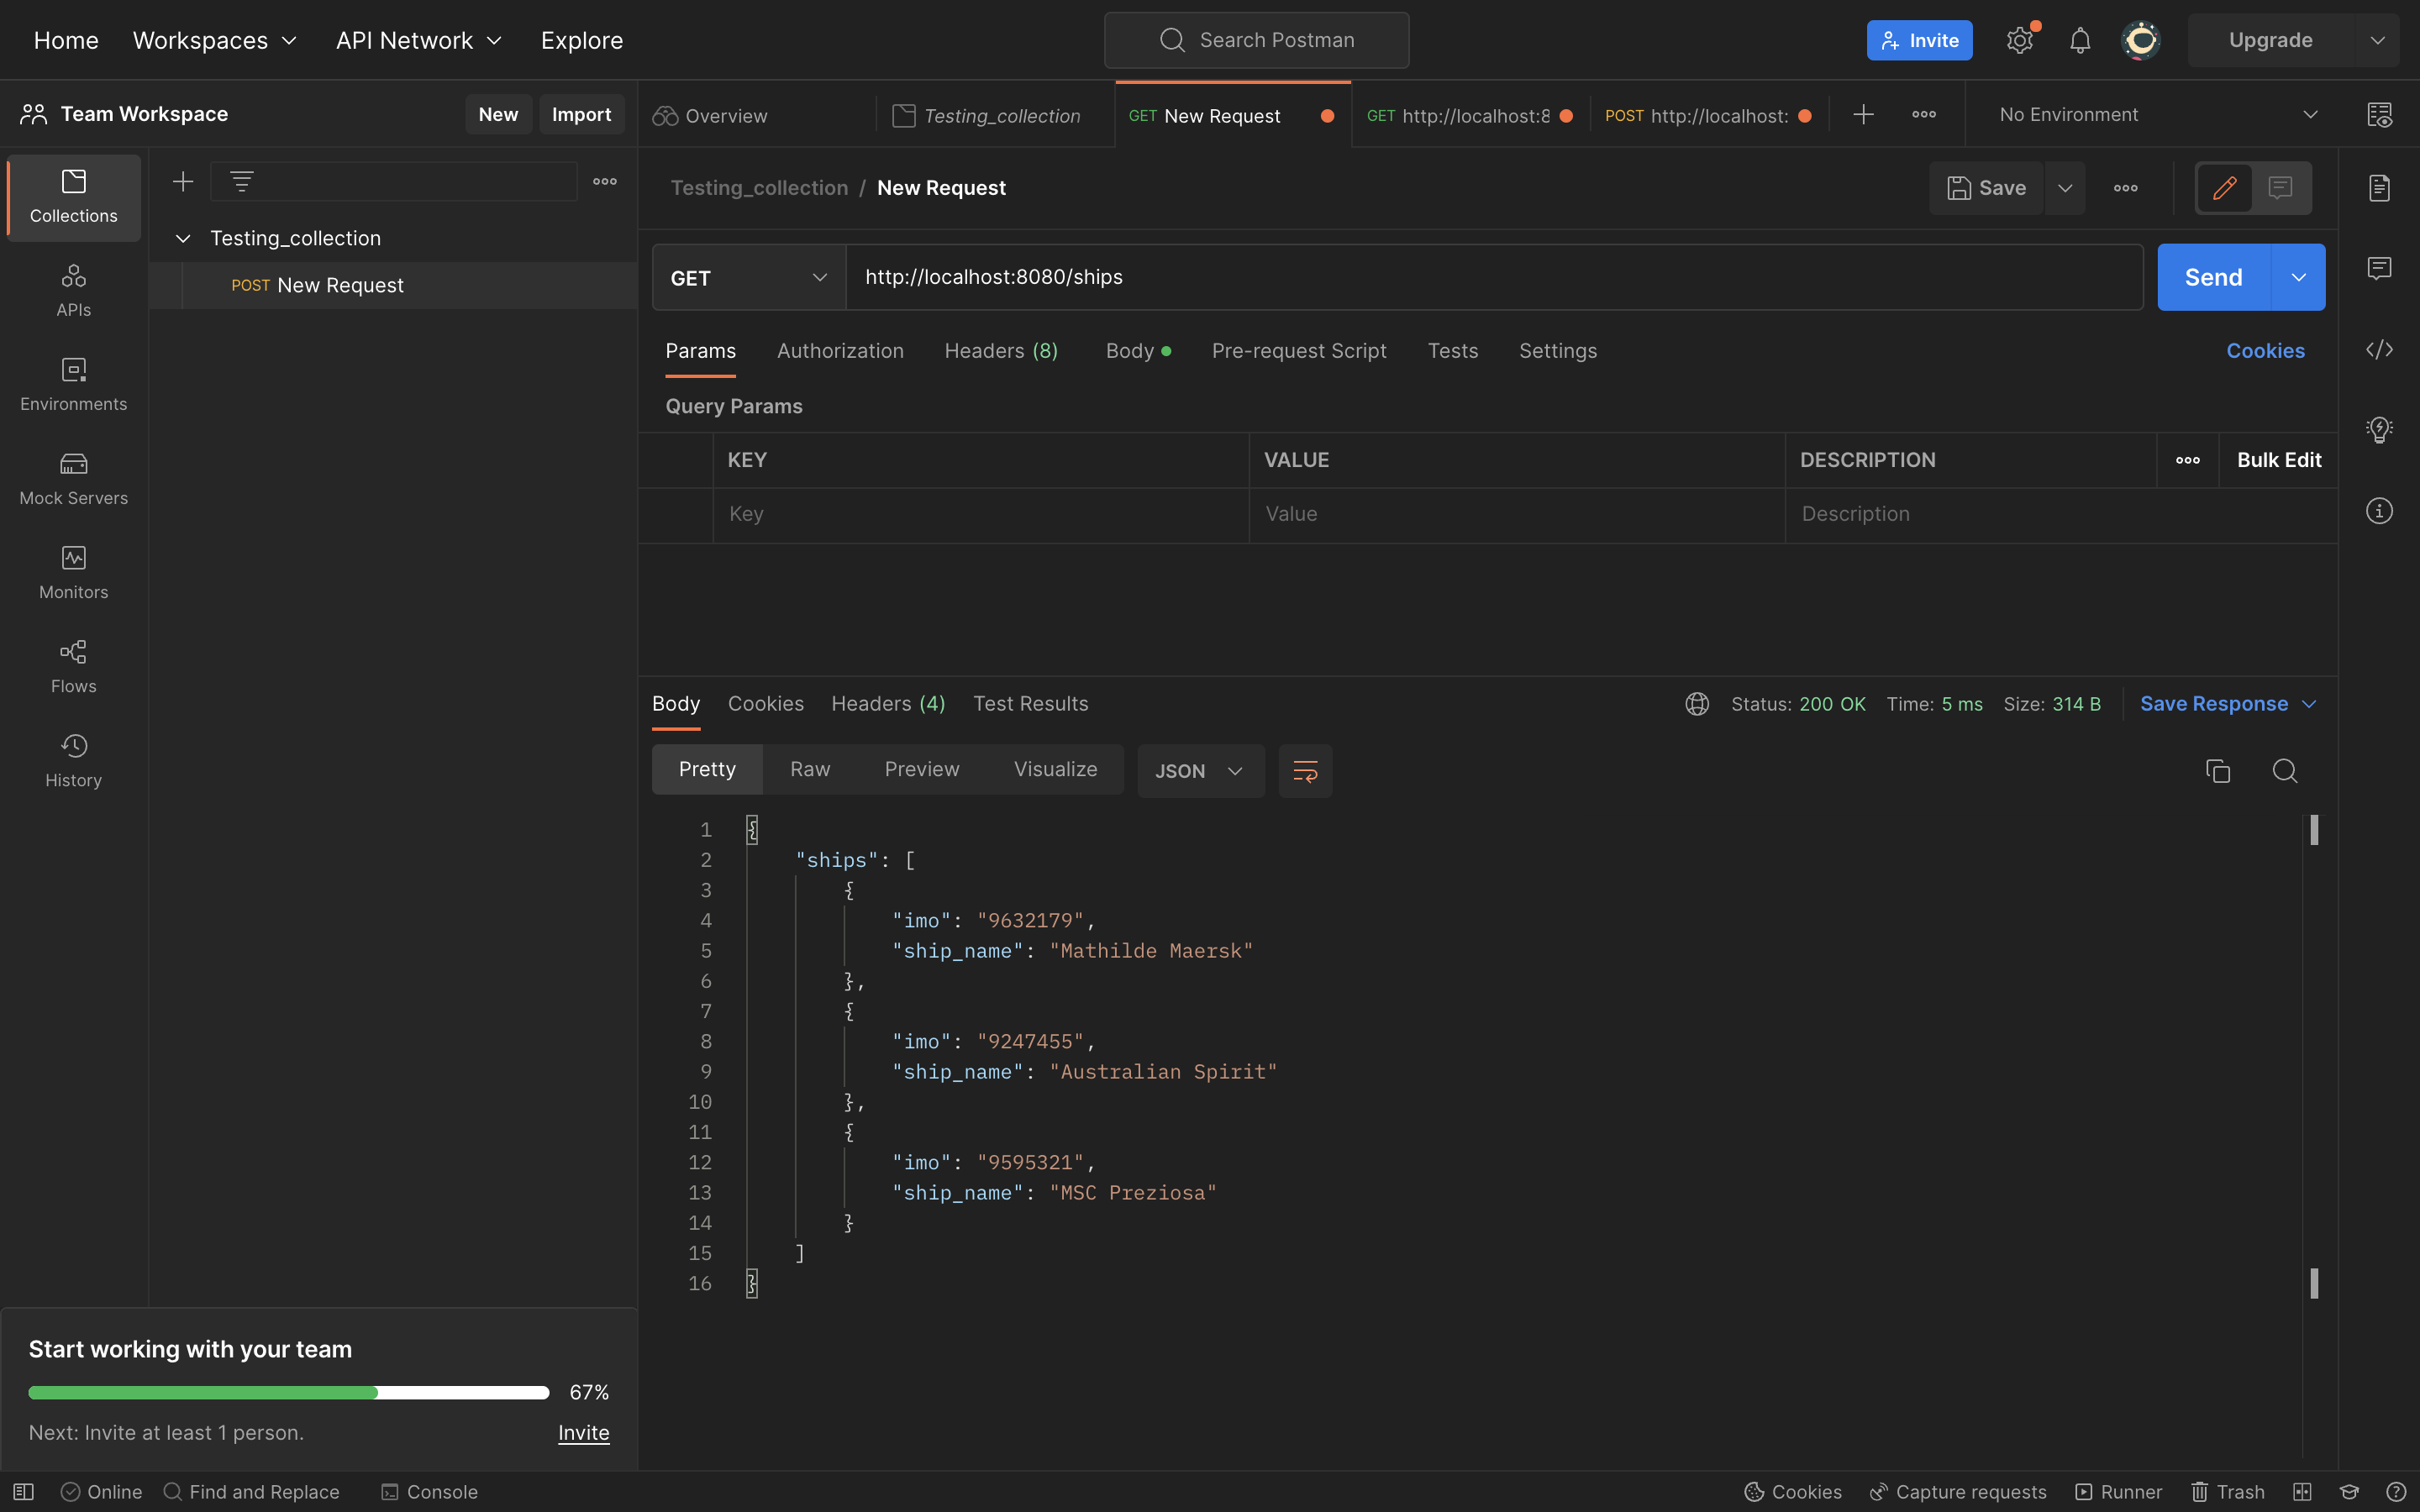 Home Workspaces API Network Explore Search Postman Invite Upgrade
Team Workspace New Import
Overview Testing_collection GET New Request GET http://localhost:8 POST http://localhost: No Environment
Collections
APIs
Environments
Mock Servers
Monitors
Flows
History
Testing_collection
POST New Request
Testing_collection / New Request Save
GET http://localhost:8080/ships Send
Params Authorization Headers (8) Body Pre-request Script Tests Settings Cookies
Query Params
KEY VALUE DESCRIPTION Bulk Edit
Key Value Description
Body Cookies Headers (4) Test Results Status: 200 OK Time: 5 ms Size: 314 B Save Response
Pretty Raw Preview Visualize JSON
1 {
2 "ships": [
3 {
4 "imo": "9632179",
5 "ship_name": "Mathilde Maersk"
6 },
7 {
8 "imo": "9247455",
9 "ship_name": "Australian Spirit"
10 },
11 {
12 "imo": "9595321",
13 "ship_name": "MSC Preziosa"
14 }
15 ]
16 }
Start working with your team
67%
Next: Invite at least 1 person. Invite
Online Find and Replace Console Cookies Capture requests Runner Trash